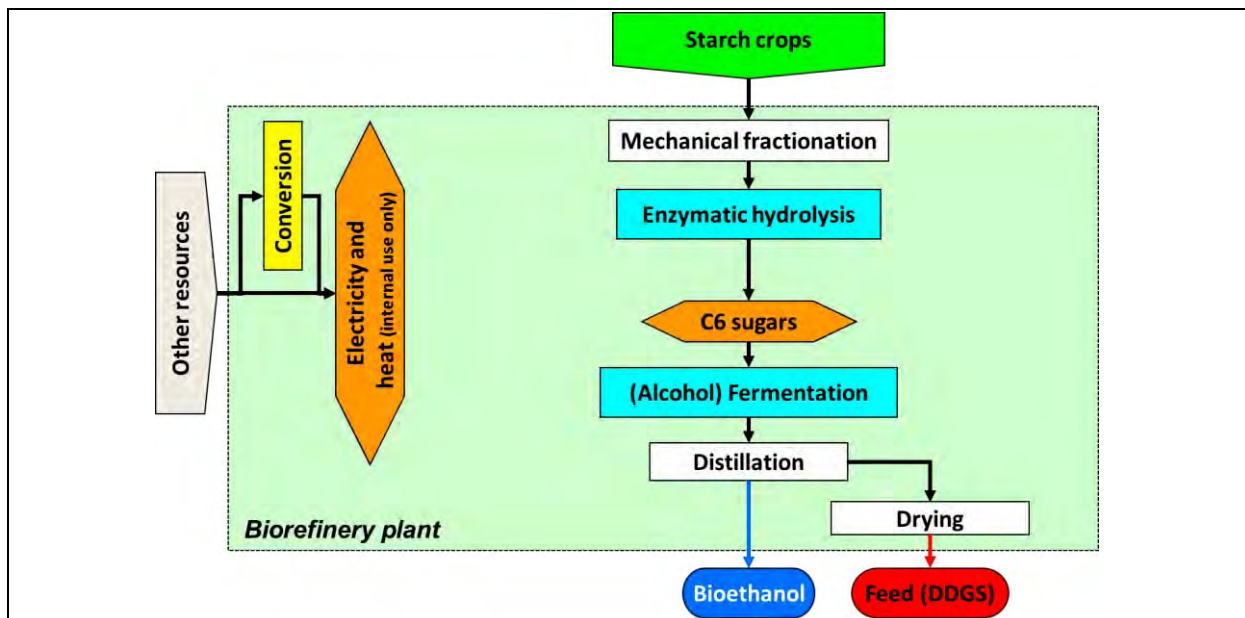 Starch crops
Mechanical fractionation
Enzymatic hydrolysis
C6 sugars
(Alcohol) Fermentation
Distillation
Drying
Bioethanol
Feed (DDGS)
Other resources
Conversion
Electricity and
heat (internal use only)
Biorefinery plant